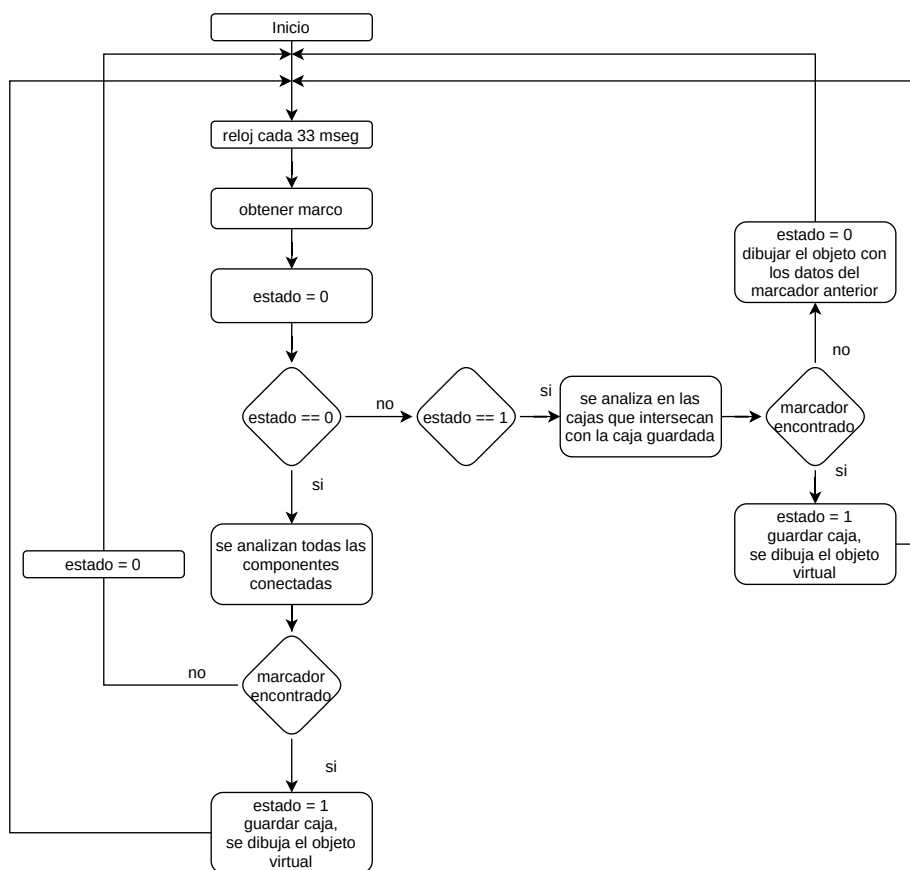 Inicio
reloj cada 33 mseg
obtener marco
estado = 0
estado == 0
no
estado == 1
si
se analiza en las
cajas que intersecan
con la caja guardada
marcador
encontrado
no
estado = 0
dibujar el objeto con
los datos del
marcador anterior
si
estado = 1
guardar caja,
se dibuja el objeto
virtual
si
se analizan todas las
componentes
conectadas
marcador
encontrado
no
estado = 0
si
estado = 1
guardar caja,
se dibuja el objeto
virtual